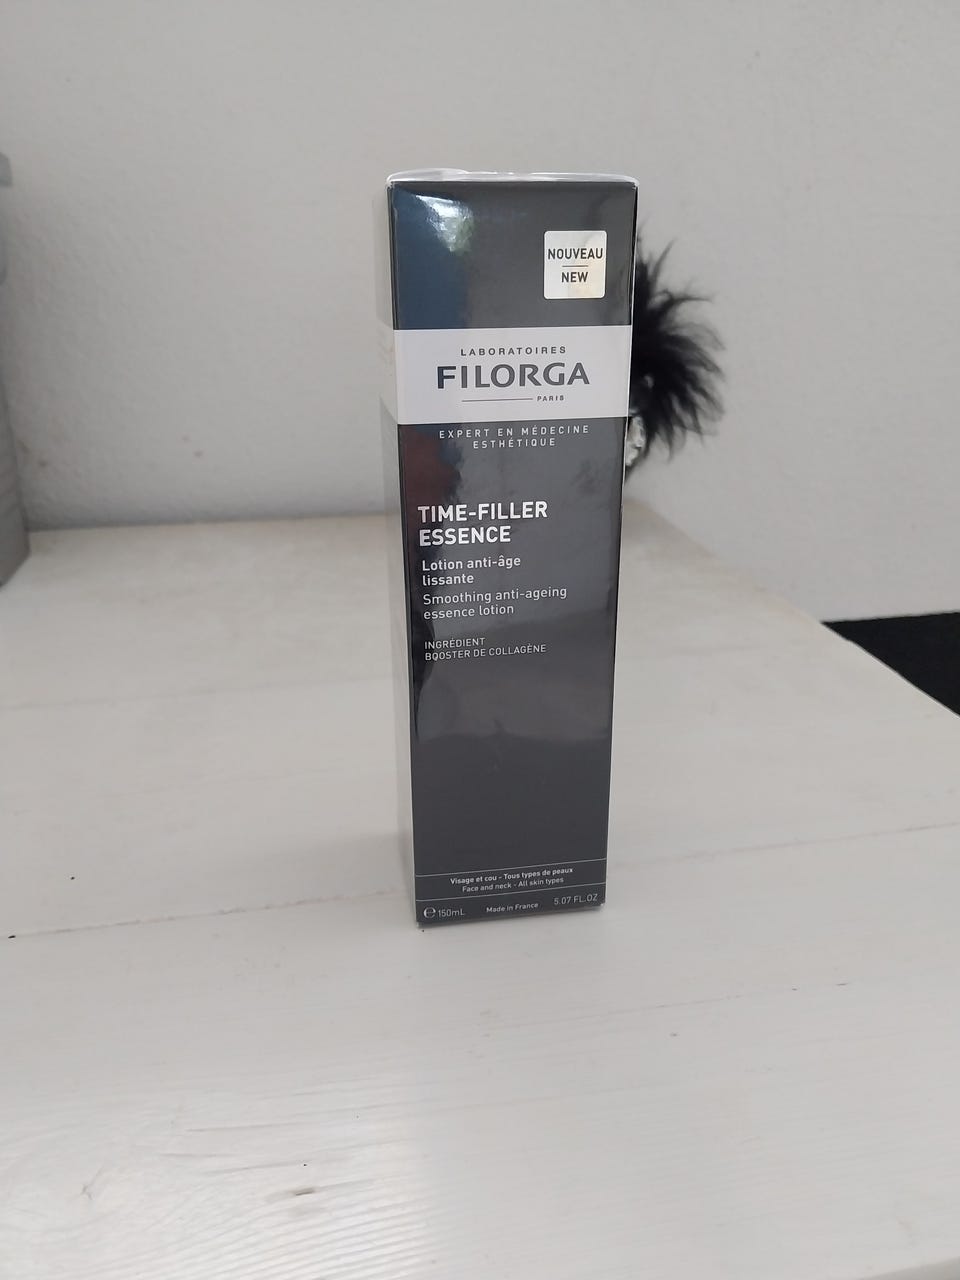 NOUVEAU
NEW
LABORATOIRES
FILORGA
PARIS
EXPERT EN MÉDECINE
ESTHÉTIQUE
TIME-FILLER
ESSENCE
Lotion anti-âge
lissante
Smoothing anti-ageing
essence lotion
INGRÉDIENT
BOOSTER DE COLLAGÈNE
Visage et cou - Tous types de peaux
Face and neck - All skin types
℮ 150mL Made in France 5.07 FL.OZ